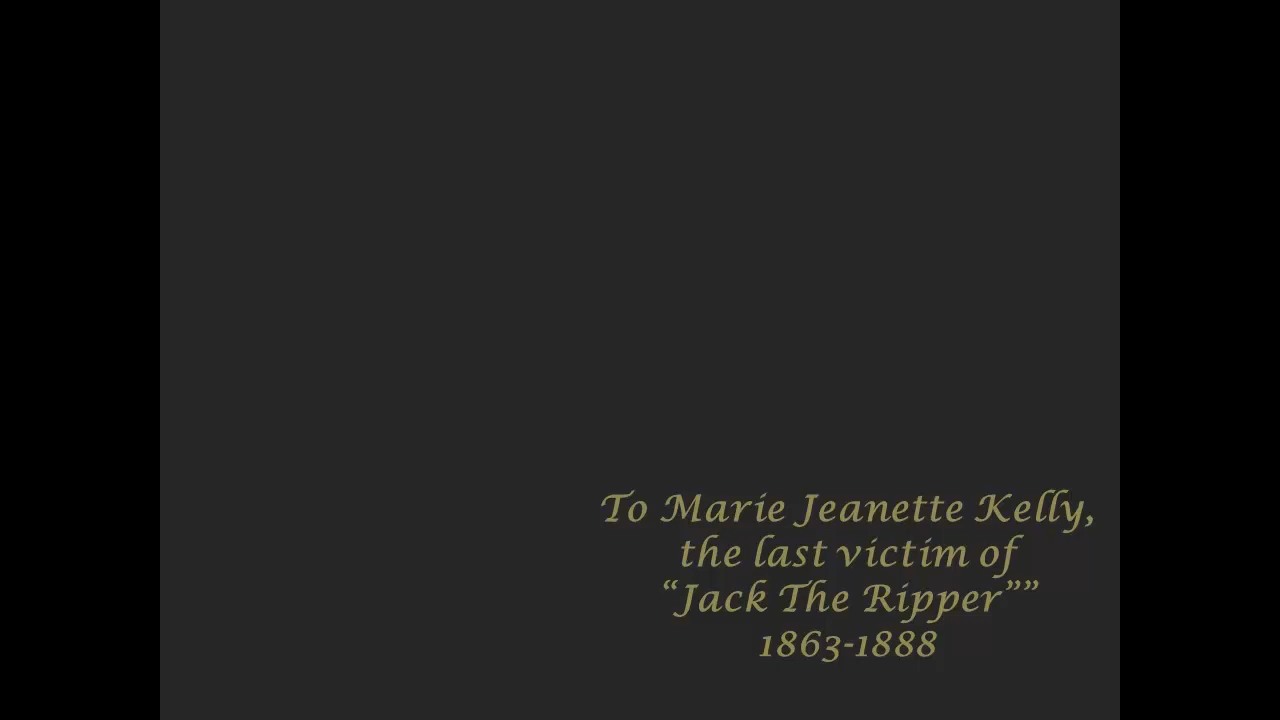 To Marie Jeanette Kelly,
the last victim of
“Jack The Ripper””
1863-1888